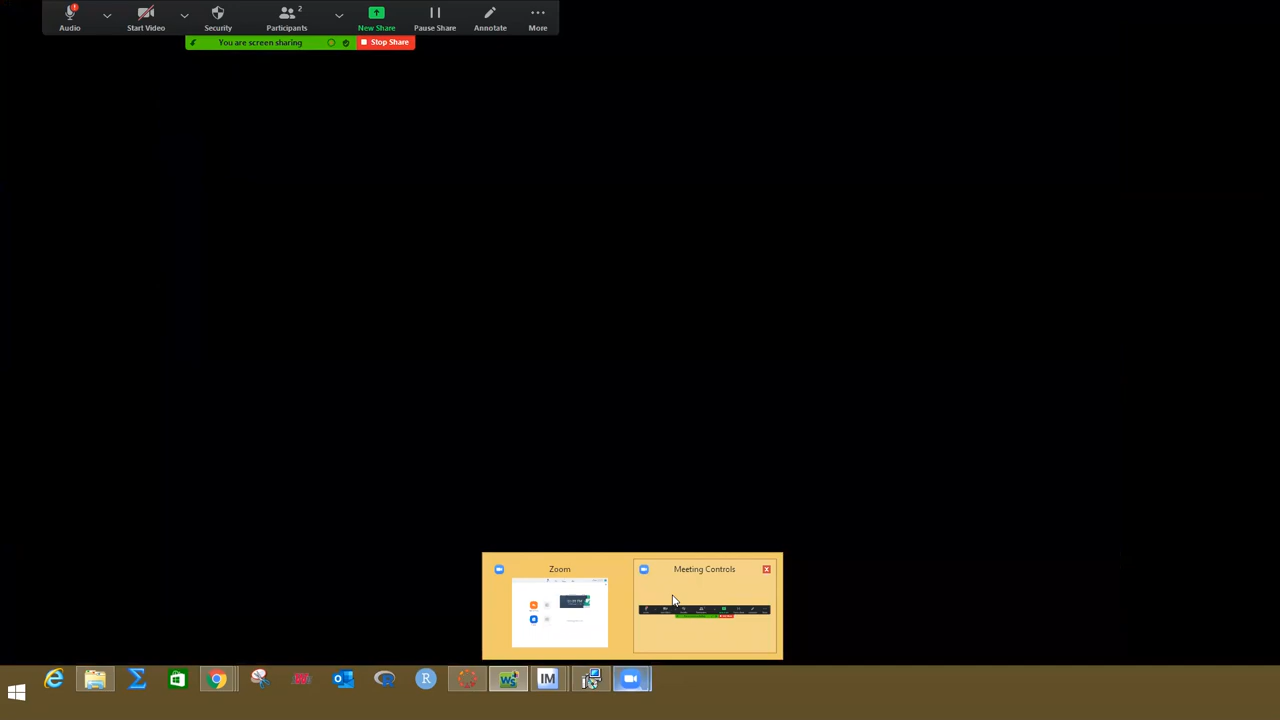 2
Audio Start Video Security Participants New Share Pause Share Annotate More
You are screen sharing Stop Share
Zoom Meeting Controls
IM
R